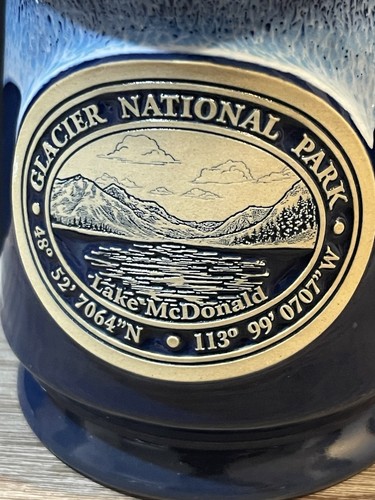 GLACIER NATIONAL PARK
Lake McDonald
48° 52' 7064"N • 113° 99' 0707"W